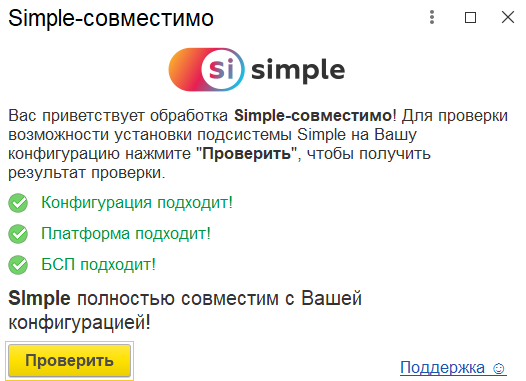 Simple-совместимо
Si simple
Вас приветствует обработка Simple-совместимо! Для проверки
возможности установки подсистемы Simple на Вашу
конфигурацию нажмите "Проверить", чтобы получить
результат проверки.
Конфигурация подходит!
Платформа подходит!
БСП подходит!
SImple полностью совместим с Вашей
конфигурацией!
Проверить
Поддержка ☺